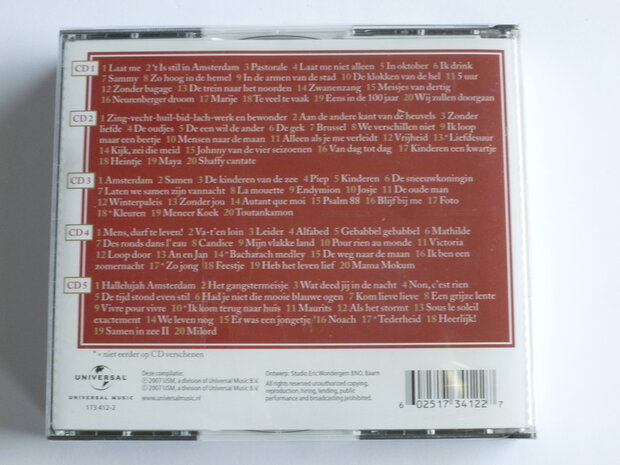 CD 1 1 Laat me 2 't Is stil in Amsterdam 3 Pastorale 4 Laat me niet alleen 5 In oktober 6 Ik drink
7 Sammy 8 Zo hoog in de hemel 9 In de armen van de stad 10 De klokken van de hel 11 5 uur
12 Zonder bagage 13 De trein naar het noorden 14 Zwanenzang 15 Meisjes van dertig
16 Neurenberger droom 17 Marije 18 Te veel te vaak 19 Eens in de 100 jaar 20 Wij zullen doorgaan
CD 2 1 Zing-vecht-huil-bid-lach-werk en bewonder 2 Aan de andere kant van de heuvels 3 Zonder
liefde 4 De oudjes 5 De een wil de ander 6 De gek 7 Brussel 8 We verschillen niet 9 Ik loop
maar een beetje 10 Mensen naar de maan 11 Alleen als je me verleidt 12 Vrijheid 13 * Liefdesuur
14 Kijk, zei die meid 15 Johnny van de vier seizoenen 16 Van dag tot dag 17 Kinderen een kwartje
18 Heintje 19 Maya 20 Shaffy cantate
CD 3 1 Amsterdam 2 Samen 3 De kinderen van de zee 4 Piep 5 Kinderen 6 De sneeuwkoningin
7 Laten we samen zijn vannacht 8 La mouette 9 Endymion 10 Josje 11 De oude man
12 Winterpaleis 13 Zonder jou 14 Autant que moi 15 Psalm 88 16 Blijf bij me 17 Foto
18 * Kleuren 19 Meneer Koek 20 Toutankamon
CD 4 1 Mens, durf te leven! 2 Va-t'en loin 3 Leider 4 Alfabed 5 Gebabbel gebabbel 6 Mathilde
7 Des ronds dans l'eau 8 Candice 9 Mijn vlakke land 10 Pour rien au monde 11 Victoria
12 Loop door 13 An en Jan 14 * Bacharach medley 15 De weg naar de maan 16 Ik ben een
zomernacht 17 * Zo jong 18 Feestje 19 Heb het leven lief 20 Mama Mokum
CD 5 1 Hallelujah Amsterdam 2 Het gangstermeisje 3 Wat deed jij in de nacht 4 Non, c'est rien
5 De tijd stond even stil 6 Had je niet die mooie blauwe ogen 7 Kom lieve lieve 8 Een grijze lente
9 Vivre pour vivre 10 * Ik kom terug naar huis 11 Maurits 12 Als het stormt 13 Sous le soleil
exactement 14 We leven nog 15 Er was een jongetje 16 Noach 17 * Tederheid 18 Heerlijk!
19 Samen in zee II 20 Milord
* = niet eerder op CD verschenen
UNIVERSAL
UNIVERSAL MUSIC
173 412-2
Deze compilatie:
℗ 2007 USM, a division of Universal Music B.V.
© 2007 USM, a division of Universal Music B.V.
www.universalmusic.nl
Ontwerp: Studio Eric Wondergem BNO, Baarn
All rights reserved unauthorized copying,
reproduction, hiring, lending, public
performance and broadcasting prohibited.
6 02517 34122 7